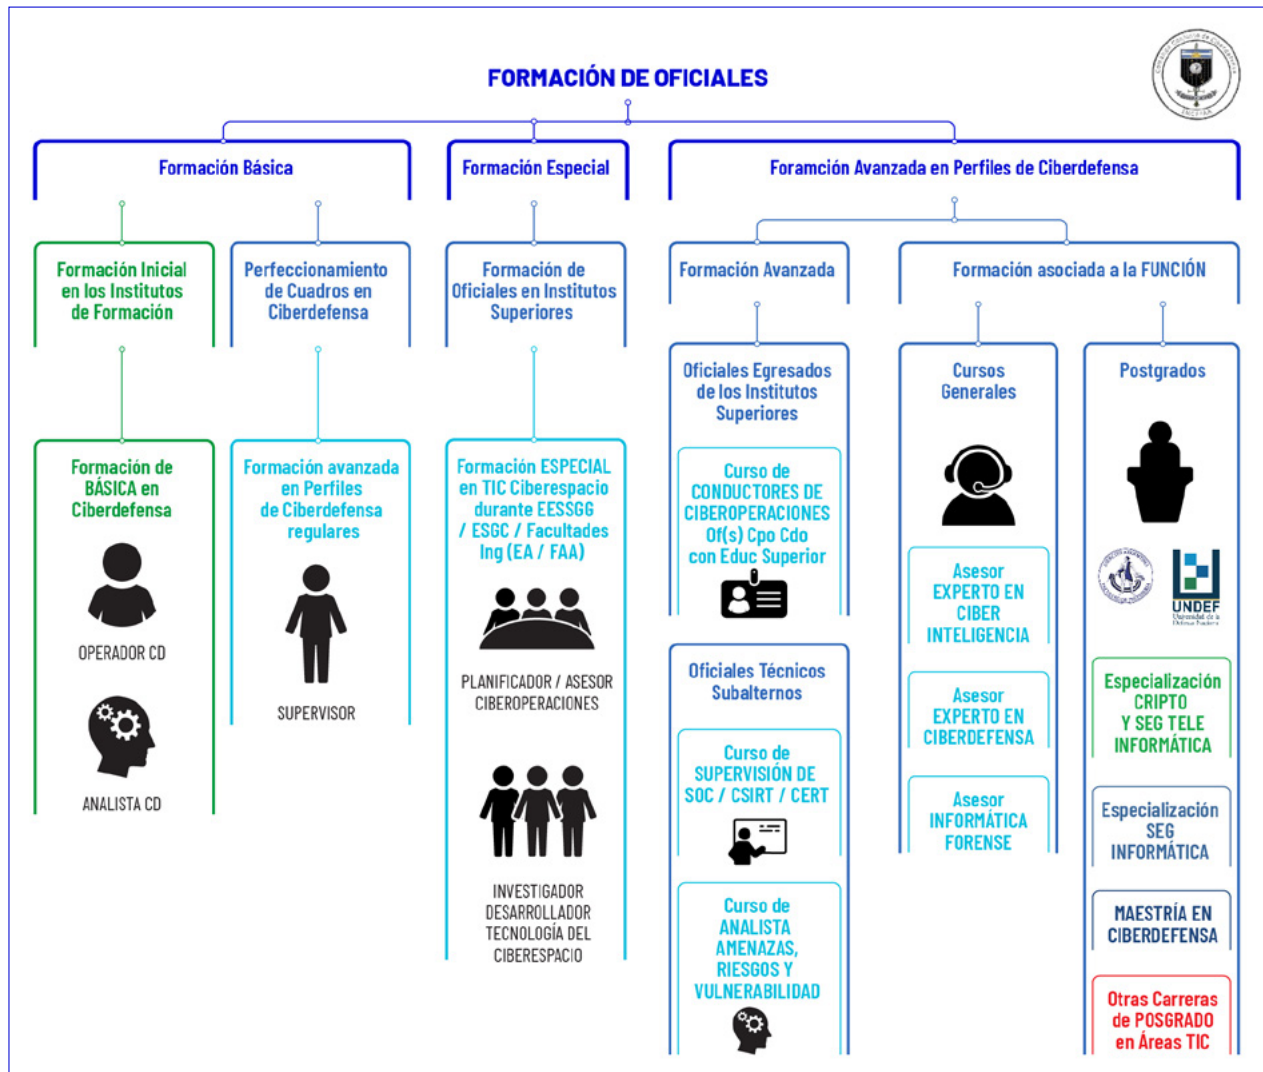 FORMACIÓN DE OFICIALES
Formación Básica
Formación Especial
Foramción Avanzada en Perfiles de Ciberdefensa
Formación Inicial
en los Institutos
de Formación
Perfeccionamiento
de Cuadros en
Ciberdefensa
Formación de
Oficiales en Institutos
Superiores
Formación Avanzada
Formación asociada a la FUNCIÓN
Formación de
BÁSICA en
Ciberdefensa
OPERADOR CD
ANALISTA CD
Formación avanzada
en Perfiles
de Ciberdefensa
regulares
SUPERVISOR
Formación ESPECIAL
en TIC Ciberespacio
durante EESSGG
/ ESGC / Facultades
Ing (EA / FAA)
PLANIFICADOR / ASESOR
CIBEROPERACIONES
INVESTIGADOR
DESARROLLADOR
TECNOLOGÍA DEL
CIBERESPACIO
Oficiales Egresados
de los Institutos
Superiores
Curso de
CONDUCTORES DE
CIBEROPERACIONES
Of(s) Cpo Cdo
con Educ Superior
Oficiales Técnicos
Subalternos
Curso de
SUPERVISIÓN DE
SOC / CSIRT / CERT
Curso de
ANALISTA
AMENAZAS,
RIESGOS Y
VULNERABILIDAD
Cursos
Generales
Asesor
EXPERTO EN
CIBER
INTELIGENCIA
Asesor
EXPERTO EN
CIBERDEFENSA
Asesor
INFORMÁTICA
FORENSE
Postgrados
UNDEF
Universidad de la
Defensa Nacional
Especialización
CRIPTO
Y SEG TELE
INFORMÁTICA
Especialización
SEG
INFORMÁTICA
MAESTRÍA EN
CIBERDEFENSA
Otras Carreras
de POSGRADO
en Áreas TIC